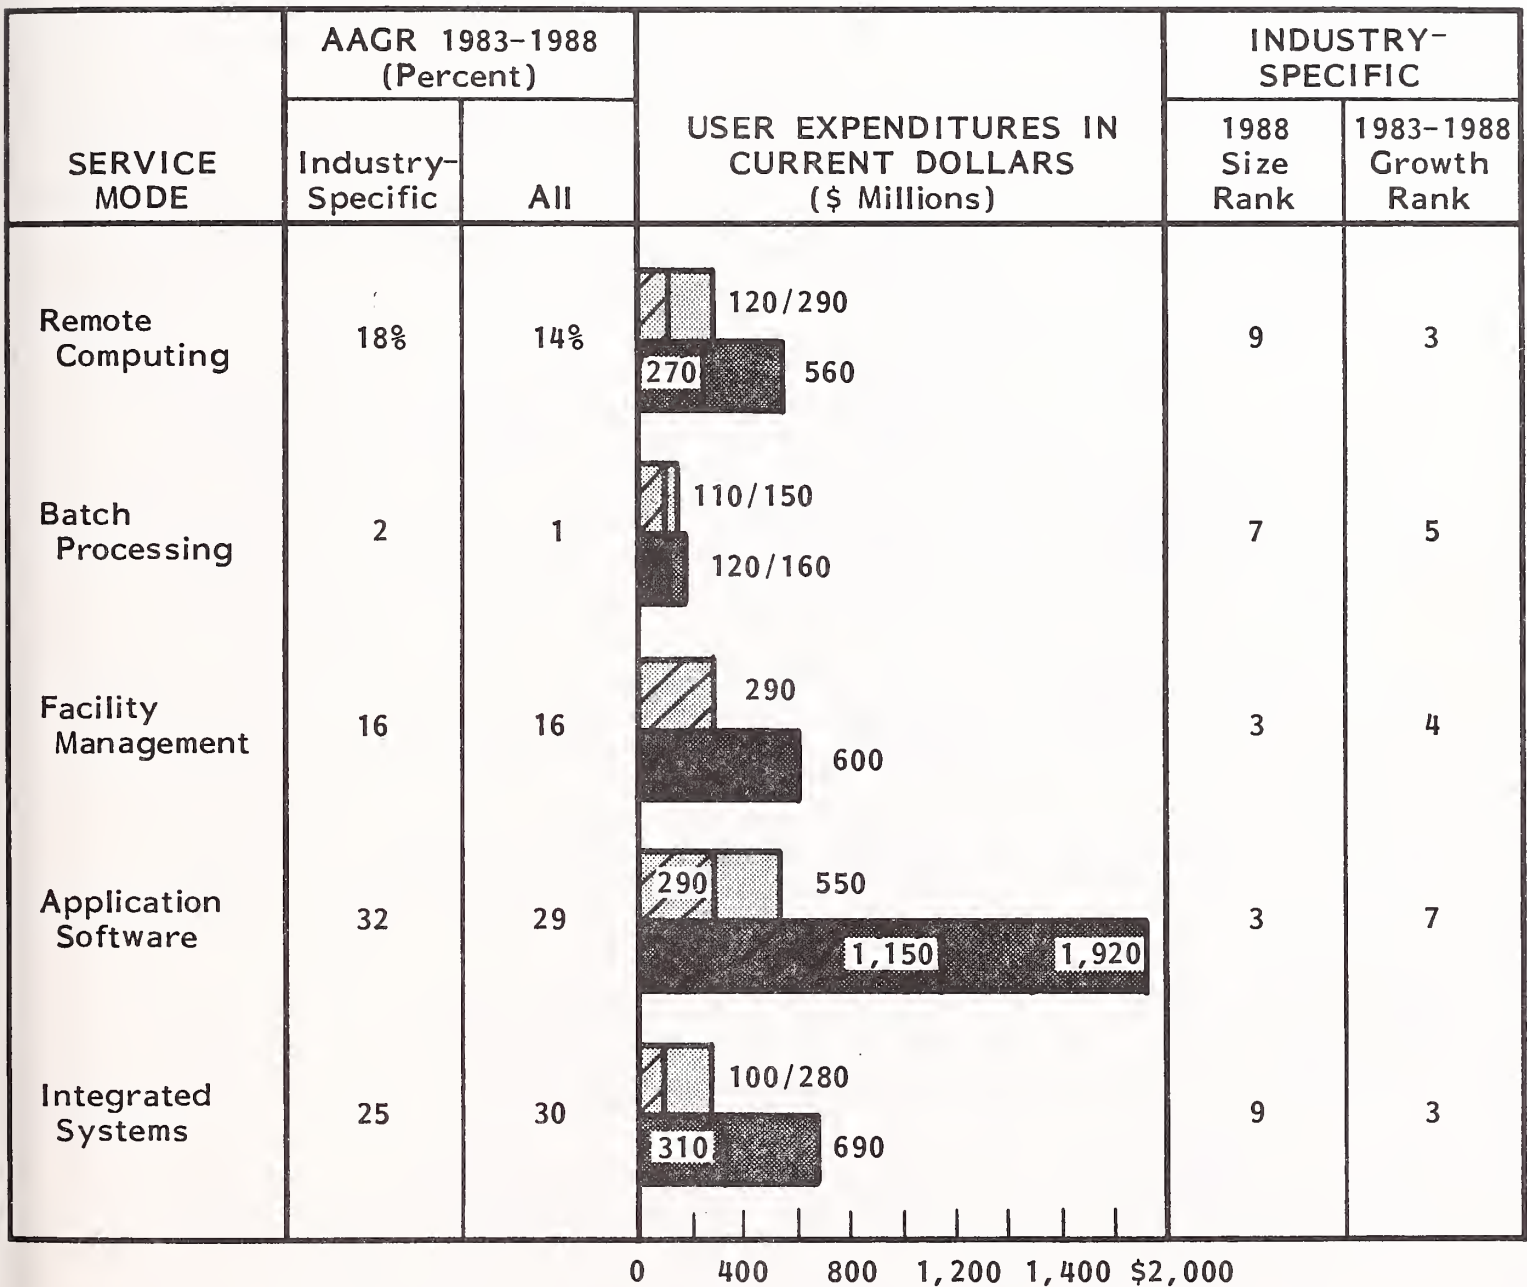 AAGR 1983-1988
(Percent)
INDUSTRY-
SPECIFIC
SERVICE
MODE
Industry-
Specific
All
USER EXPENDITURES IN
CURRENT DOLLARS
($ Millions)
1988
Size
Rank
1983-1988
Growth
Rank
Remote
Computing
18%
14%
120/290
270
560
9
3
Batch
Processing
2
1
110/150
120/160
7
5
Facility
Management
16
16
290
600
3
4
Application
Software
32
29
290
550
1,150
1,920
3
7
Integrated
Systems
25
30
100/280
310
690
9
3
0 400 800 1,200 1,400 $2,000